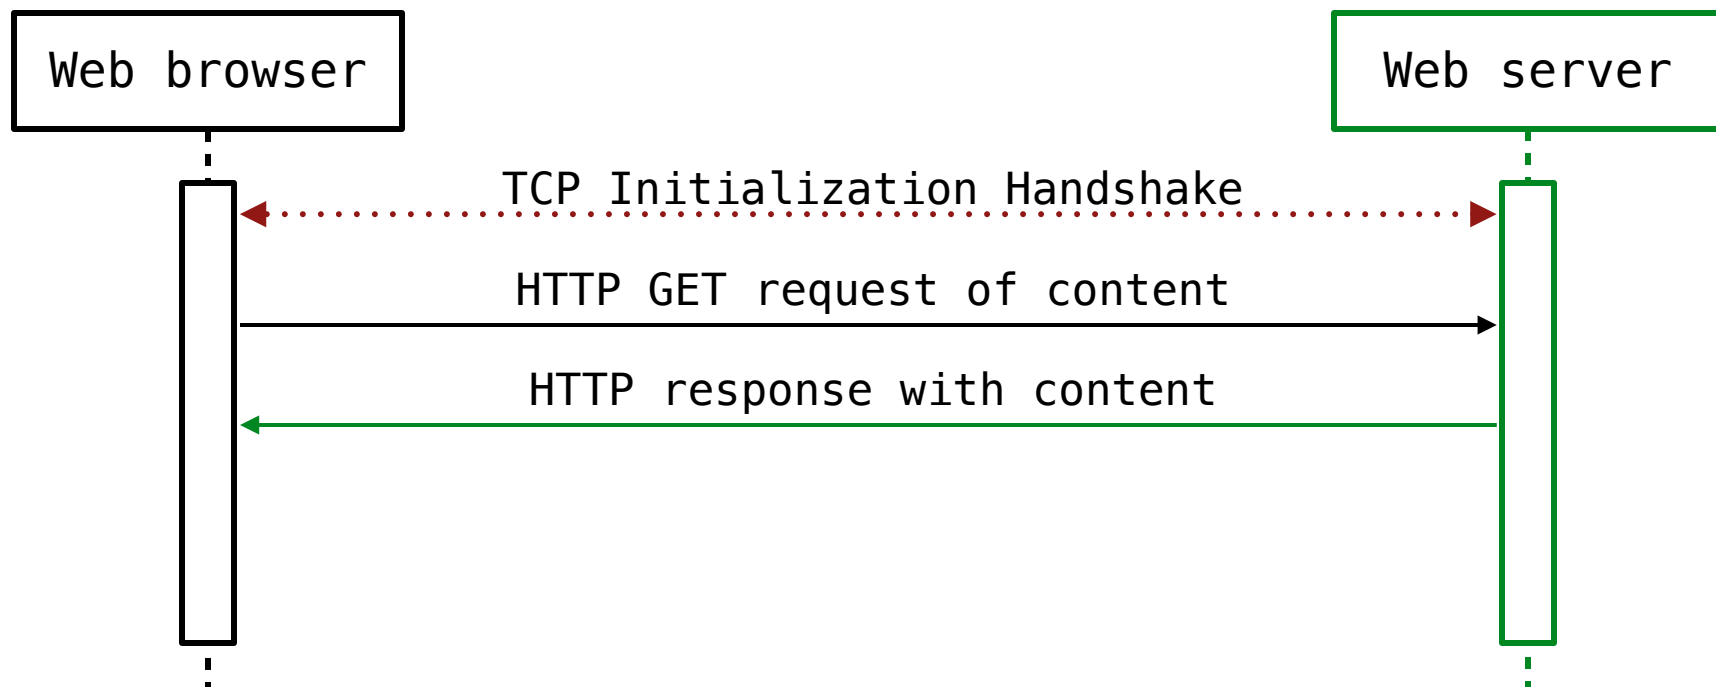 Web browser
Web server
TCP Initialization Handshake
HTTP GET request of content
HTTP response with content